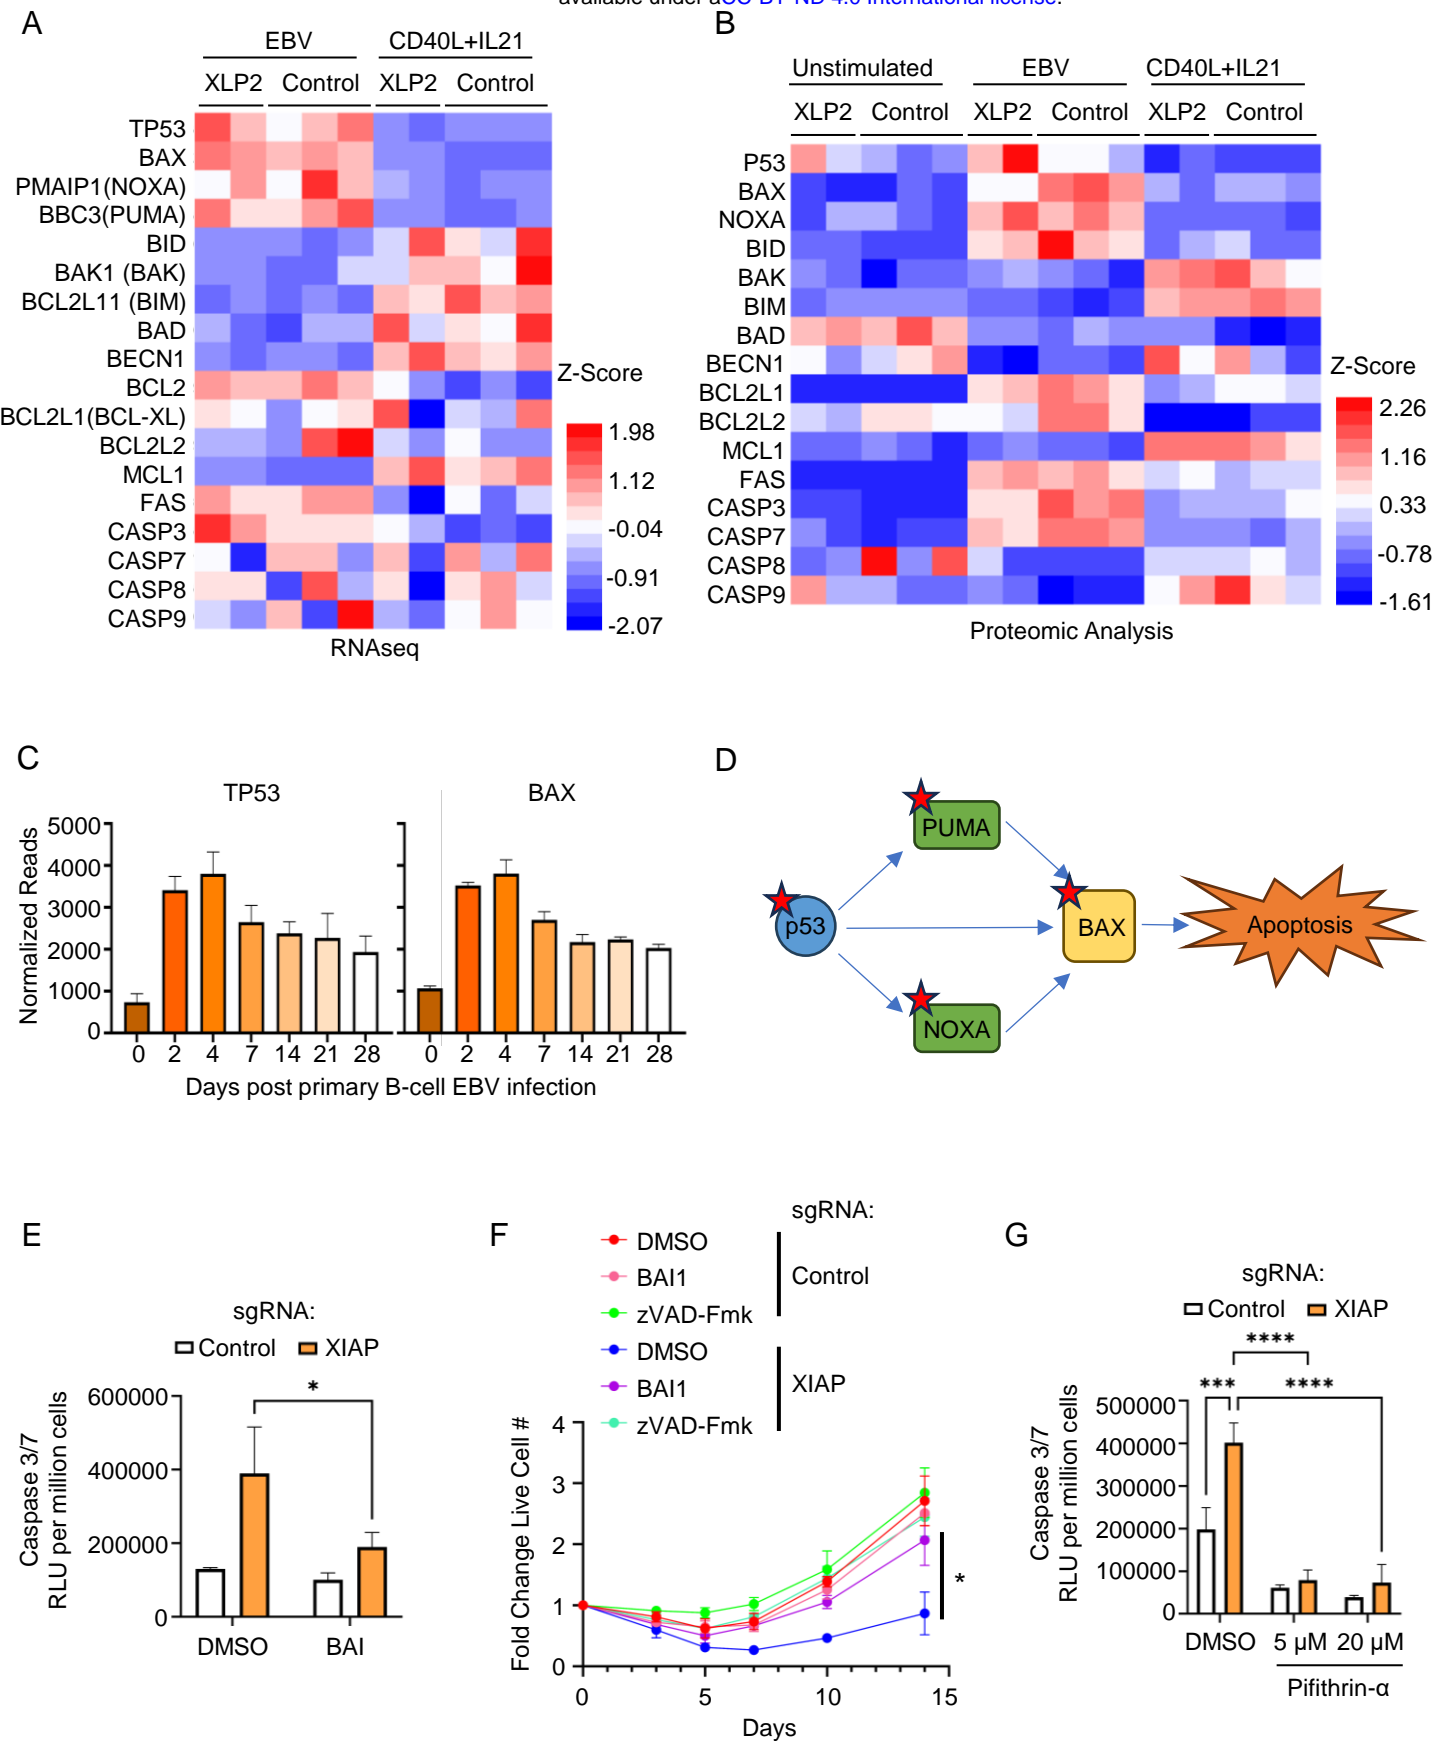 available under aCC-BY-ND 4.0 International license.
A
EBV CD40L+IL21
XLP2 Control XLP2 Control
TP53
BAX
PMAIP1(NOXA)
BBC3(PUMA)
BID
BAK1 (BAK)
BCL2L11 (BIM)
BAD
BECN1
BCL2
BCL2L1(BCL-XL)
BCL2L2
MCL1
FAS
CASP3
CASP7
CASP8
CASP9
Z-Score
1.98
1.12
-0.04
-0.91
-2.07
RNAseq
B
Unstimulated EBV CD40L+IL21
XLP2 Control XLP2 Control XLP2 Control
P53
BAX
NOXA
BID
BAK
BIM
BAD
BECN1
BCL2L1
BCL2L2
MCL1
FAS
CASP3
CASP7
CASP8
CASP9
Z-Score
2.26
1.16
0.33
-0.78
-1.61
Proteomic Analysis
C
TP53 BAX
Normalized Reads
5000
4000
3000
2000
1000
0
0 2 4 7 14 21 28 0 2 4 7 14 21 28
Days post primary B-cell EBV infection
D
PUMA
p53
BAX
Apoptosis
NOXA
E
sgRNA:
Control XIAP
*
Caspase 3/7
RLU per million cells
600000
400000
200000
0
DMSO BAI
F
sgRNA:
DMSO
BAI1
zVAD-Fmk
Control
DMSO
BAI1
zVAD-Fmk
XIAP
Fold Change Live Cell #
4
3
2
1
0
*
0 5 10 15
Days
G
sgRNA:
Control XIAP
****
*** ****
Caspase 3/7
RLU per million cells
500000
400000
300000
200000
100000
0
DMSO 5 μM 20 μM
Pifithrin-α